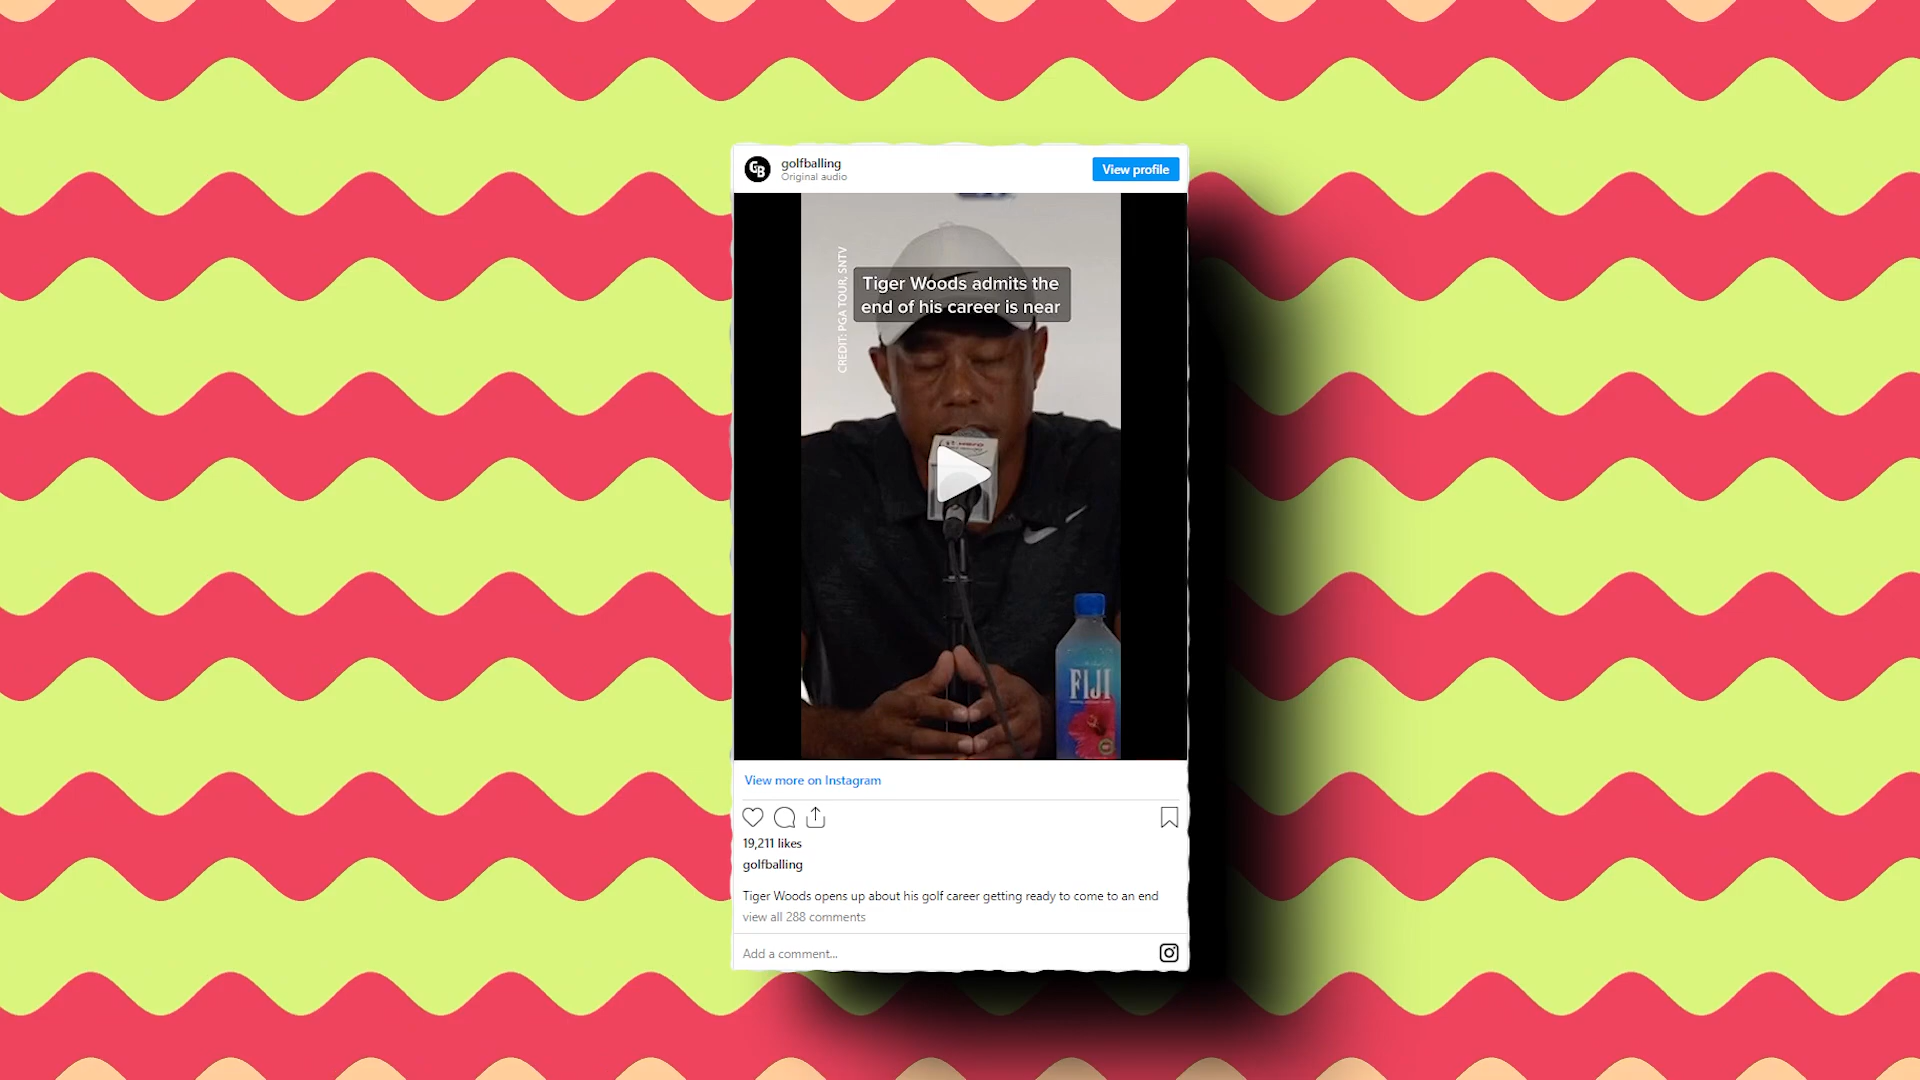 GB
golfballing
Original audio
View profile
CREDIT: PGA TOUR, SNTV
Tiger Woods admits the
end of his career is near
Hero
FIJI
View more on Instagram
19,211 likes
golfballing
Tiger Woods opens up about his golf career getting ready to come to an end
view all 288 comments
Add a comment...